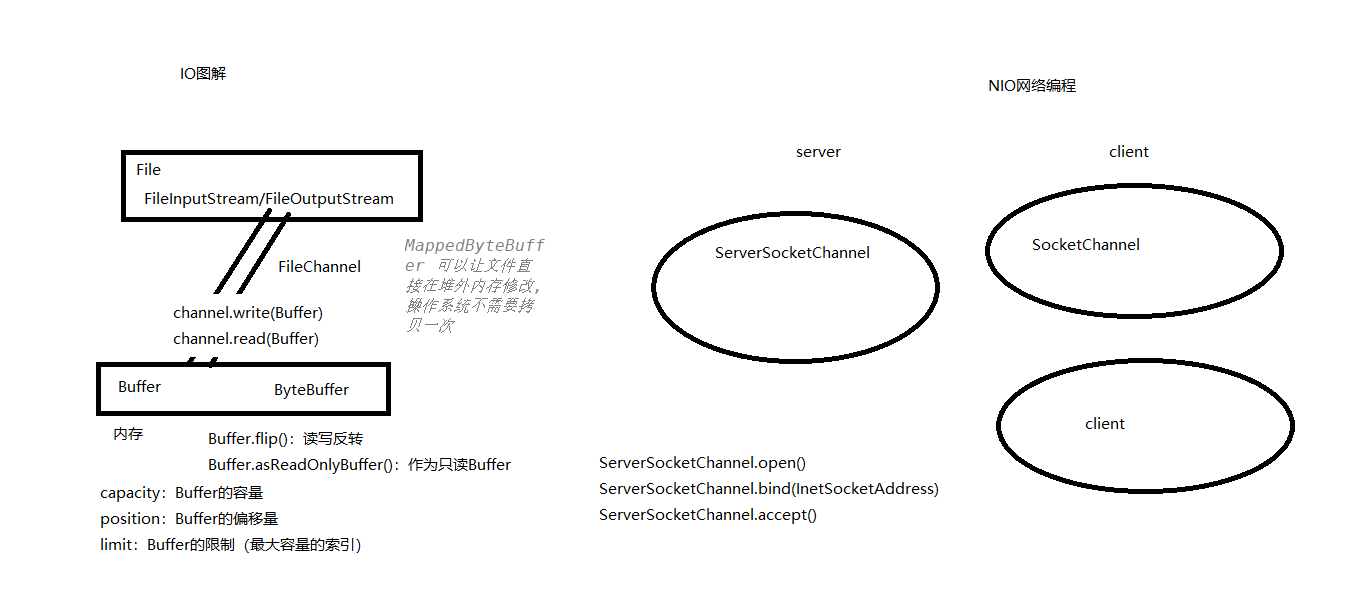 IO图解
File
FileInputStream/FileOutputStream
FileChannel
MappedByteBuff
er 可以让文件直
接在堆外内存修改,
操作系统不需要拷
贝一次
channel.write(Buffer)
channel.read(Buffer)
Buffer
ByteBuffer
内存
Buffer.flip()：读写反转
Buffer.asReadOnlyBuffer()：作为只读Buffer
capacity：Buffer的容量
position：Buffer的偏移量
limit：Buffer的限制（最大容量的索引）
NIO网络编程
server
client
ServerSocketChannel
SocketChannel
client
ServerSocketChannel.open()
ServerSocketChannel.bind(InetSocketAddress)
ServerSocketChannel.accept()